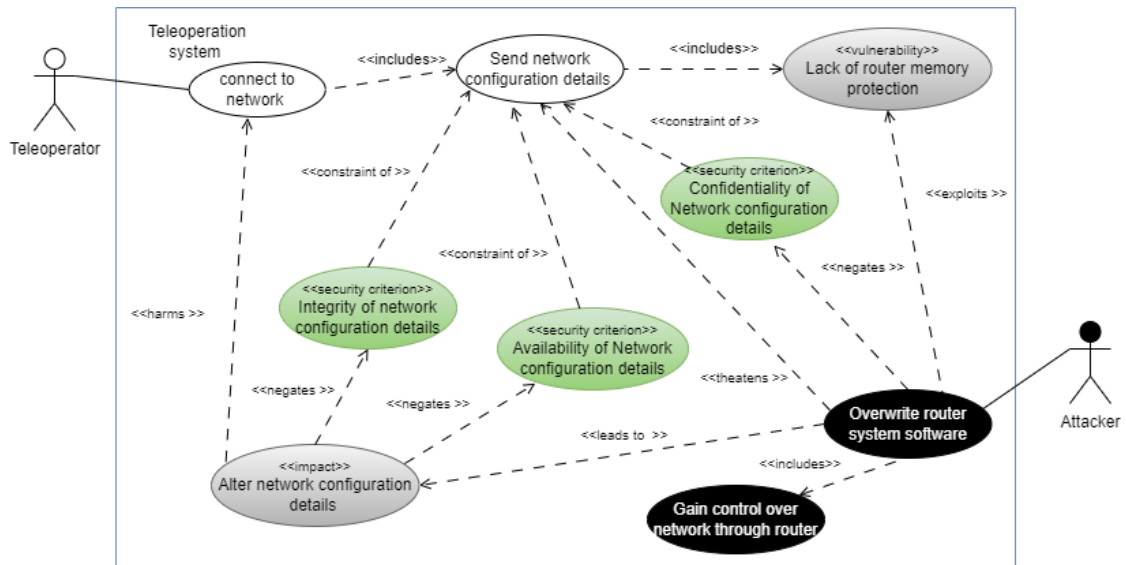 Teleoperation
system
connect to
network
<<includes>>
Send network
configuration details
<<includes>>
<<vulnerability>>
Lack of router memory
protection
Teleoperator
<<constraint of >>
<<constraint of >>
<<security criterion>>
Confidentiality of
Network configuration
details
<<exploits >>
<<constraint of >>
<<negates >>
<<harms >>
<<security criterion>>
Integrity of network
configuration details
<<security criterion>>
Availability of Network
configuration details
<<negates >>
<<negates >>
<<theatens >>
Overwrite router
system software
Attacker
<<leads to >>
<<impact>>
Alter network configuration
details
<<includes>>
Gain control over
network through router